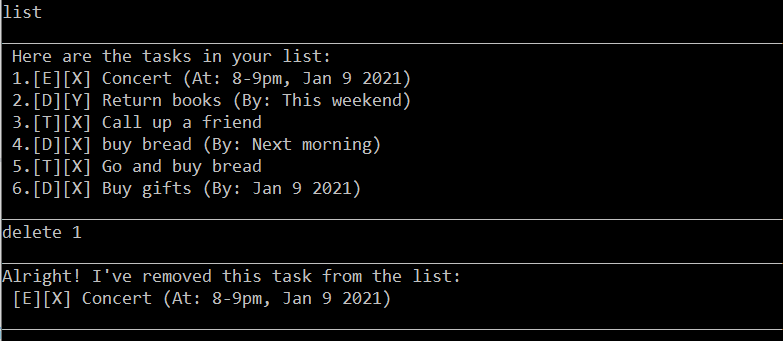 list
Here are the tasks in your list:
1.[E][X] Concert (At: 8-9pm, Jan 9 2021)
2.[D][Y] Return books (By: This weekend)
3.[T][X] Call up a friend
4.[D][X] buy bread (By: Next morning)
5.[T][X] Go and buy bread
6.[D][X] Buy gifts (By: Jan 9 2021)
delete 1
Alright! I've removed this task from the list:
[E][X] Concert (At: 8-9pm, Jan 9 2021)